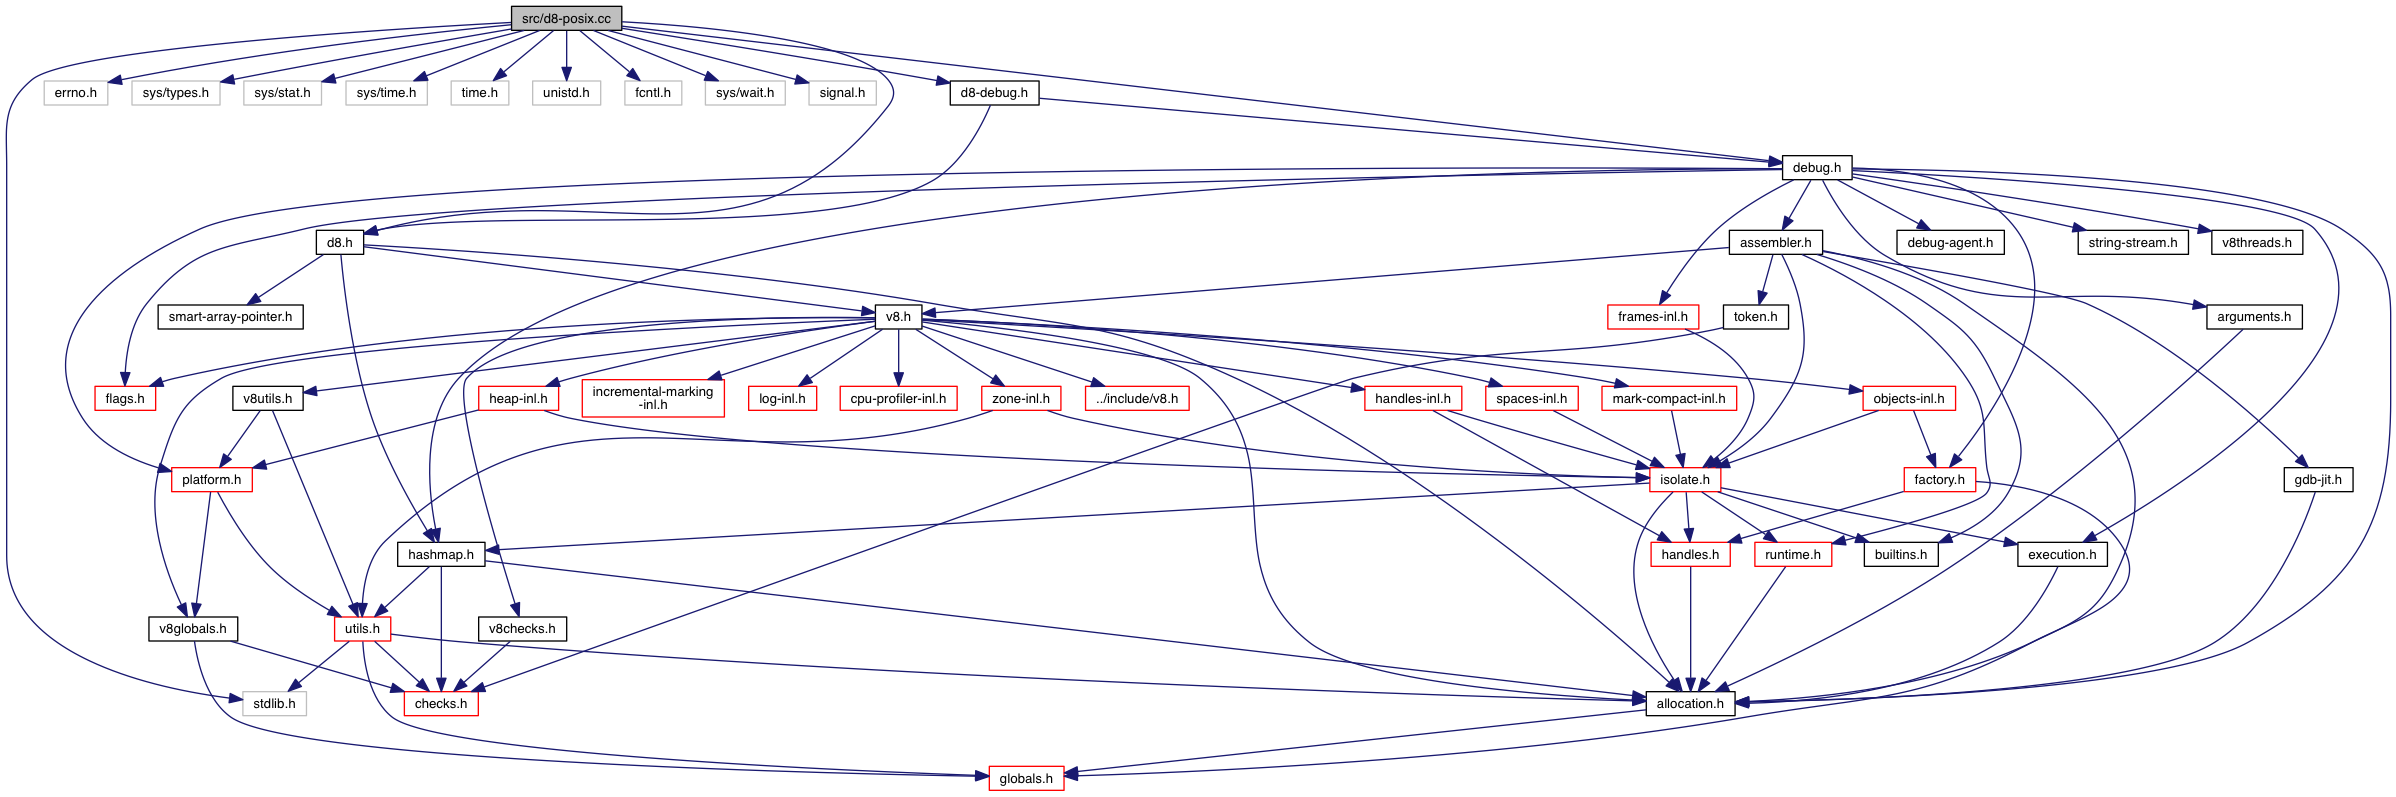 src/d8-posix.cc
errno.h
sys/types.h
sys/stat.h
sys/time.h
time.h
unistd.h
fcntl.h
sys/wait.h
signal.h
d8-debug.h
debug.h
d8.h
assembler.h
debug-agent.h
string-stream.h
v8threads.h
smart-array-pointer.h
v8.h
frames-inl.h
token.h
arguments.h
flags.h
v8utils.h
heap-inl.h
incremental-marking
-inl.h
log-inl.h
cpu-profiler-inl.h
zone-inl.h
../include/v8.h
handles-inl.h
spaces-inl.h
mark-compact-inl.h
objects-inl.h
platform.h
isolate.h
factory.h
gdb-jit.h
hashmap.h
handles.h
runtime.h
builtins.h
execution.h
v8globals.h
utils.h
v8checks.h
stdlib.h
checks.h
allocation.h
globals.h